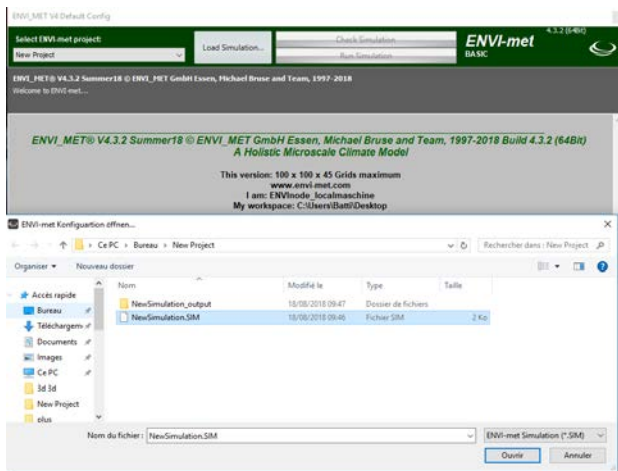 ENVI_MET V4 Default Config
Select ENVI-met project:
New Project
Load Simulation...
Check Simulation
Run Simulation
4.3.2 (64Bit)
ENVI-met
BASIC
ENVI_MET® V4.3.2 Summer18 © ENVI_MET GmbH Essen, Michael Bruse and Team, 1997-2018
Welcome to ENVI-met...
ENVI_MET® V4.3.2 Summer18 © ENVI_MET GmbH Essen, Michael Bruse and Team, 1997-2018 Build 4.3.2 (64Bit)
A Holistic Microscale Climate Model
This version: 100 x 100 x 45 Grids maximum
www.envi-met.com
I am: ENVInode_localmaschine
My workspace: C:\Users\Batti\Desktop
ENVI-met Konfiguartion öffnen...
Ce PC > Bureau > New Project
Rechercher dans : New Project
Organiser
Nouveau dossier
Nom
Modifié le
Type
Taille
NewSimulation_output
18/08/2018 09:47
Dossier de fichiers
NewSimulation.SIM
18/08/2018 09:46
Fichier SIM
2 Ko
Accès rapide
Bureau
Téléchargem
Documents
Images
Ce PC
3d 3d
New Project
plus
Nom du fichier :
NewSimulation.SIM
ENVI-met Simulation (*.SIM)
Ouvrir
Annuler